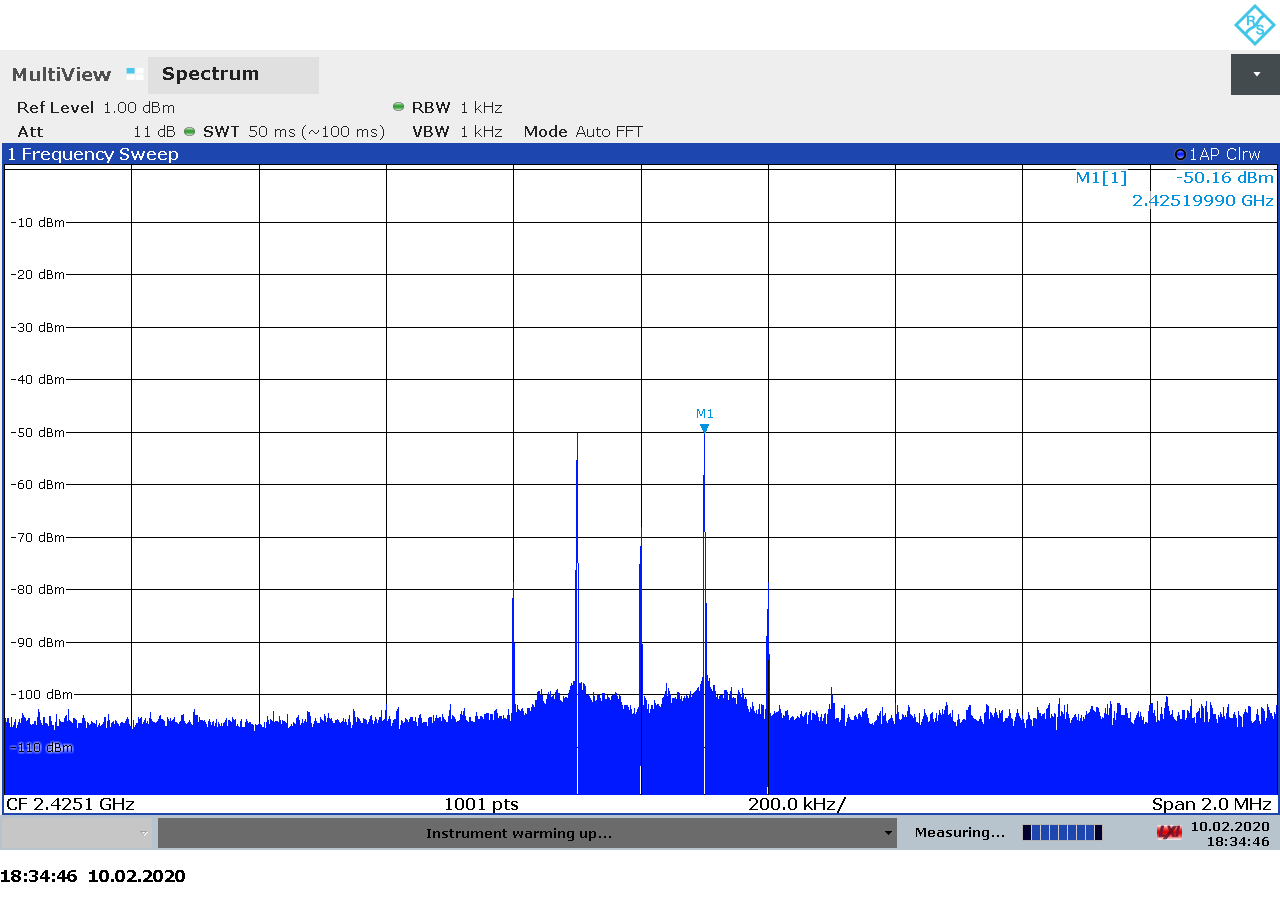 R/S
MultiView Spectrum
Ref Level 1.00 dBm RBW 1 kHz
Att 11 dB SWT 50 ms (~100 ms) VBW 1 kHz Mode Auto FFT
1 Frequency Sweep 1AP Clrw
M1[1] -50.16 dBm
2.42519990 GHz
-10 dBm
-20 dBm
-30 dBm
-40 dBm
M1
-50 dBm
-60 dBm
-70 dBm
-80 dBm
-90 dBm
-100 dBm
-110 dBm
CF 2.4251 GHz 1001 pts 200.0 kHz/ Span 2.0 MHz
Instrument warming up... Measuring... LXI 10.02.2020
18:34:46
18:34:46 10.02.2020